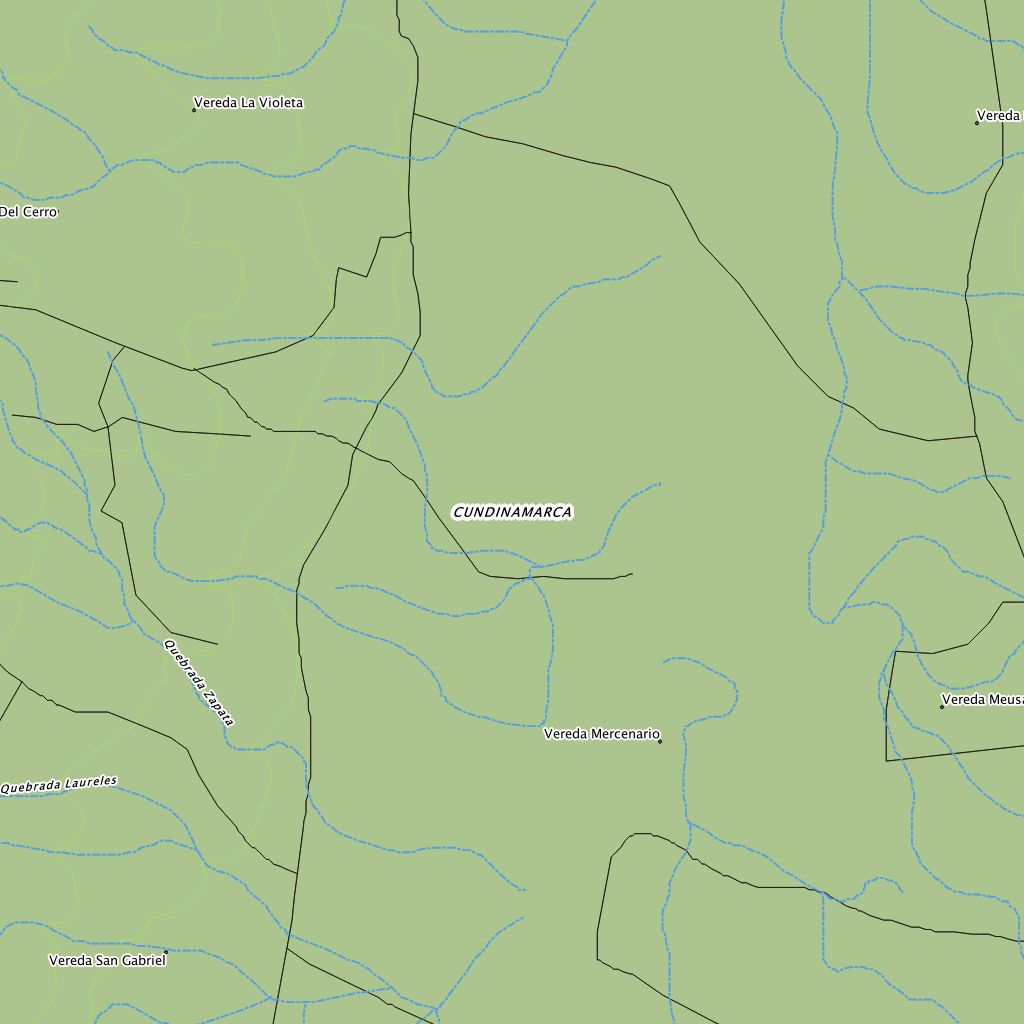 Vereda La Violeta
Vereda
Del Cerro
CUNDINAMARCA
Quebrada Zapata
Vereda Meusa
Vereda Mercenario
Quebrada Laureles
Vereda San Gabriel